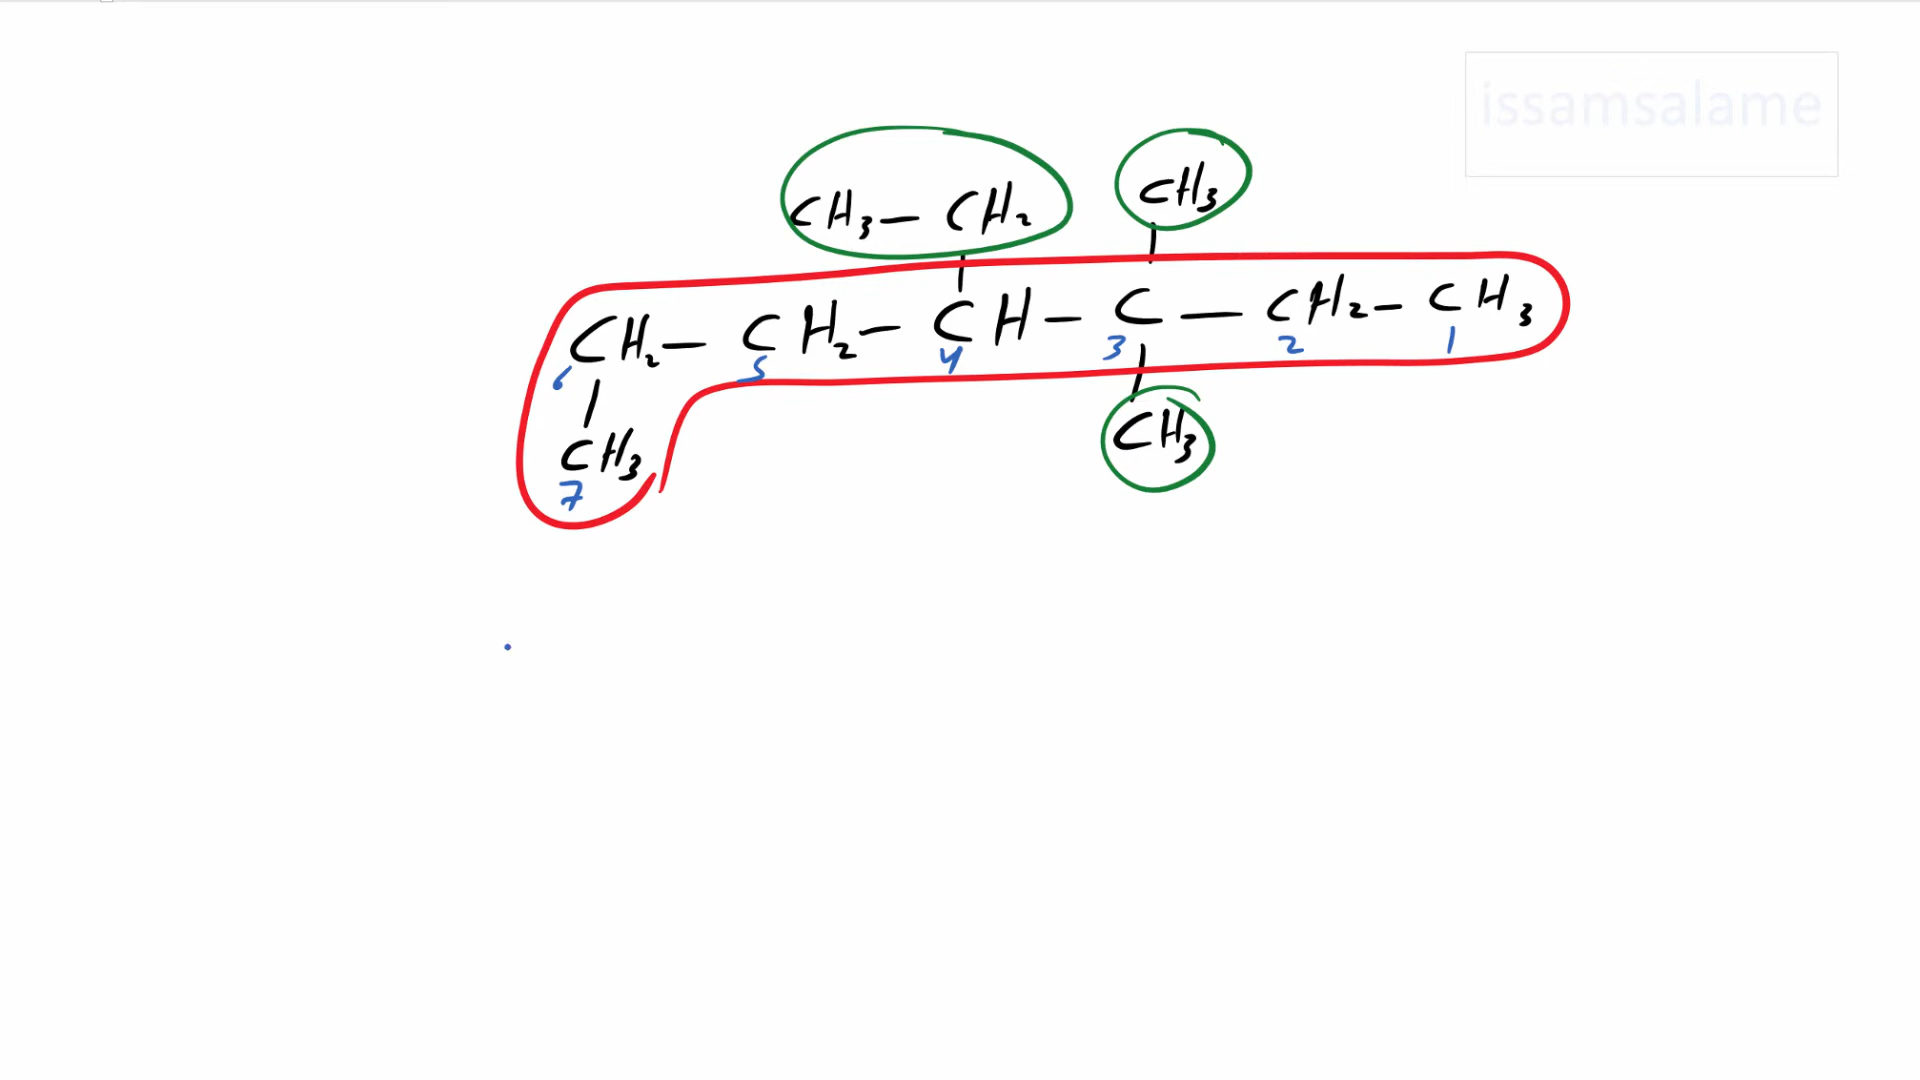 issamsalame
CH3 — CH2 CH3
CH2 — CH2 — CH — C — CH2 — CH3
6 5 4 3 2 1
CH3 CH3
7